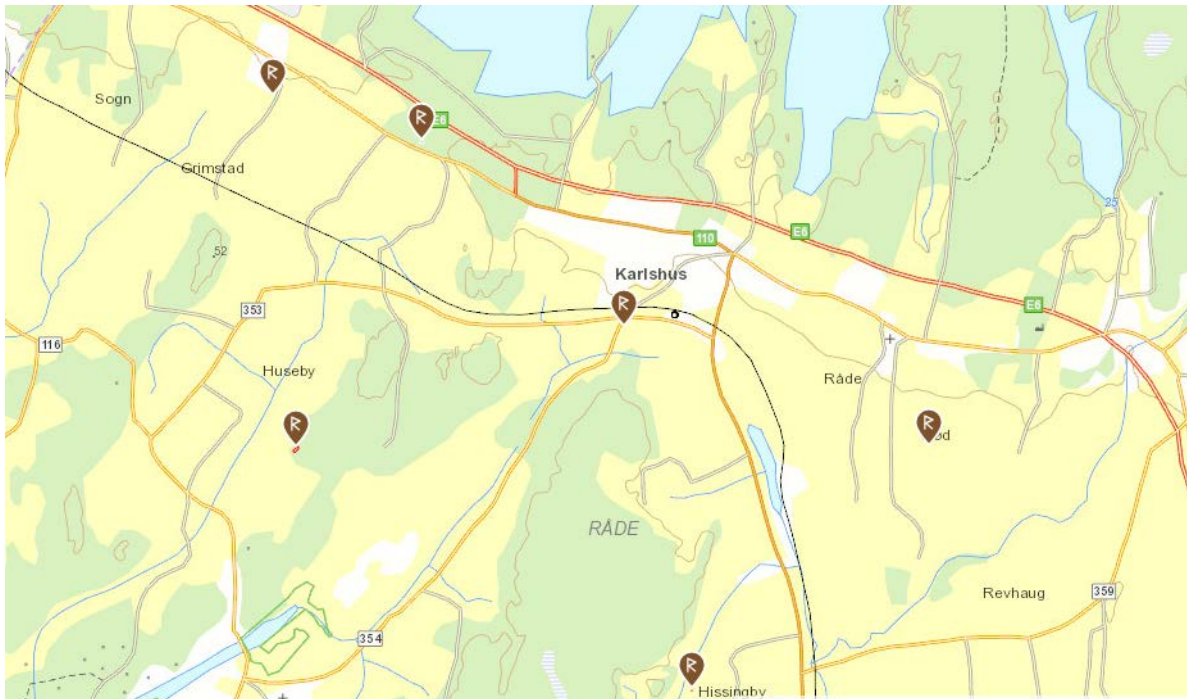 Sogn
E6
Grimstad
25
52
110
E6
Karlshus
353
E6
116
Huseby
Råde
RÅDE
Revhaug
359
354
Hissingby